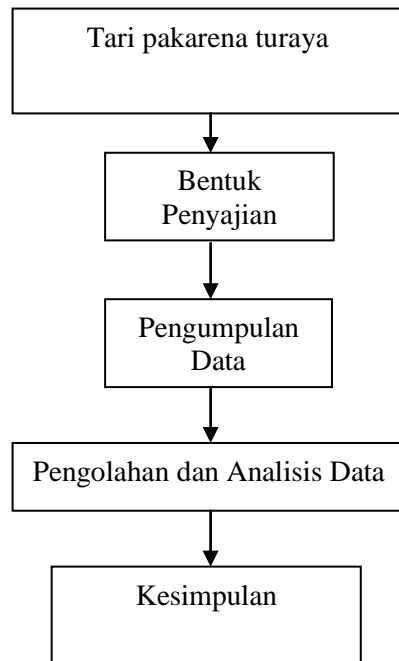 Tari pakarena turaya
Bentuk
Penyajian
Pengumpulan
Data
Pengolahan dan Analisis Data
Kesimpulan